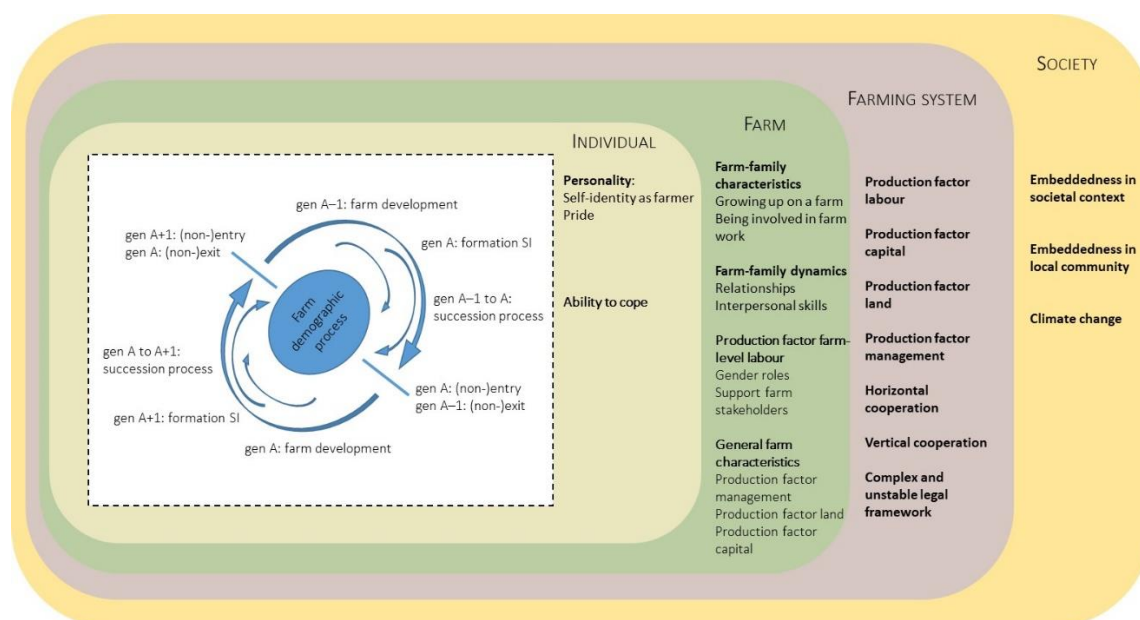 SOCIETY
FARMING SYSTEM
FARM
INDIVIDUAL
gen A–1: farm development
gen A+1: (non-)entry
gen A: (non-)exit
gen A: formation SI
Farm
demographic
process
gen A–1 to A:
succession process
gen A to A+1:
succession process
gen A: (non-)entry
gen A–1: (non-)exit
gen A+1: formation SI
gen A: farm development
Personality:
Self-identity as farmer
Pride
Ability to cope
Farm-family
characteristics
Growing up on a farm
Being involved in farm
work
Farm-family dynamics
Relationships
Interpersonal skills
Production factor farm-
level labour
Gender roles
Support farm
stakeholders
General farm
characteristics
Production factor
management
Production factor land
Production factor
capital
Production factor
labour
Production factor
capital
Production factor
land
Production factor
management
Horizontal
cooperation
Vertical cooperation
Complex and
unstable legal
framework
Embeddedness in
societal context
Embeddedness in
local community
Climate change